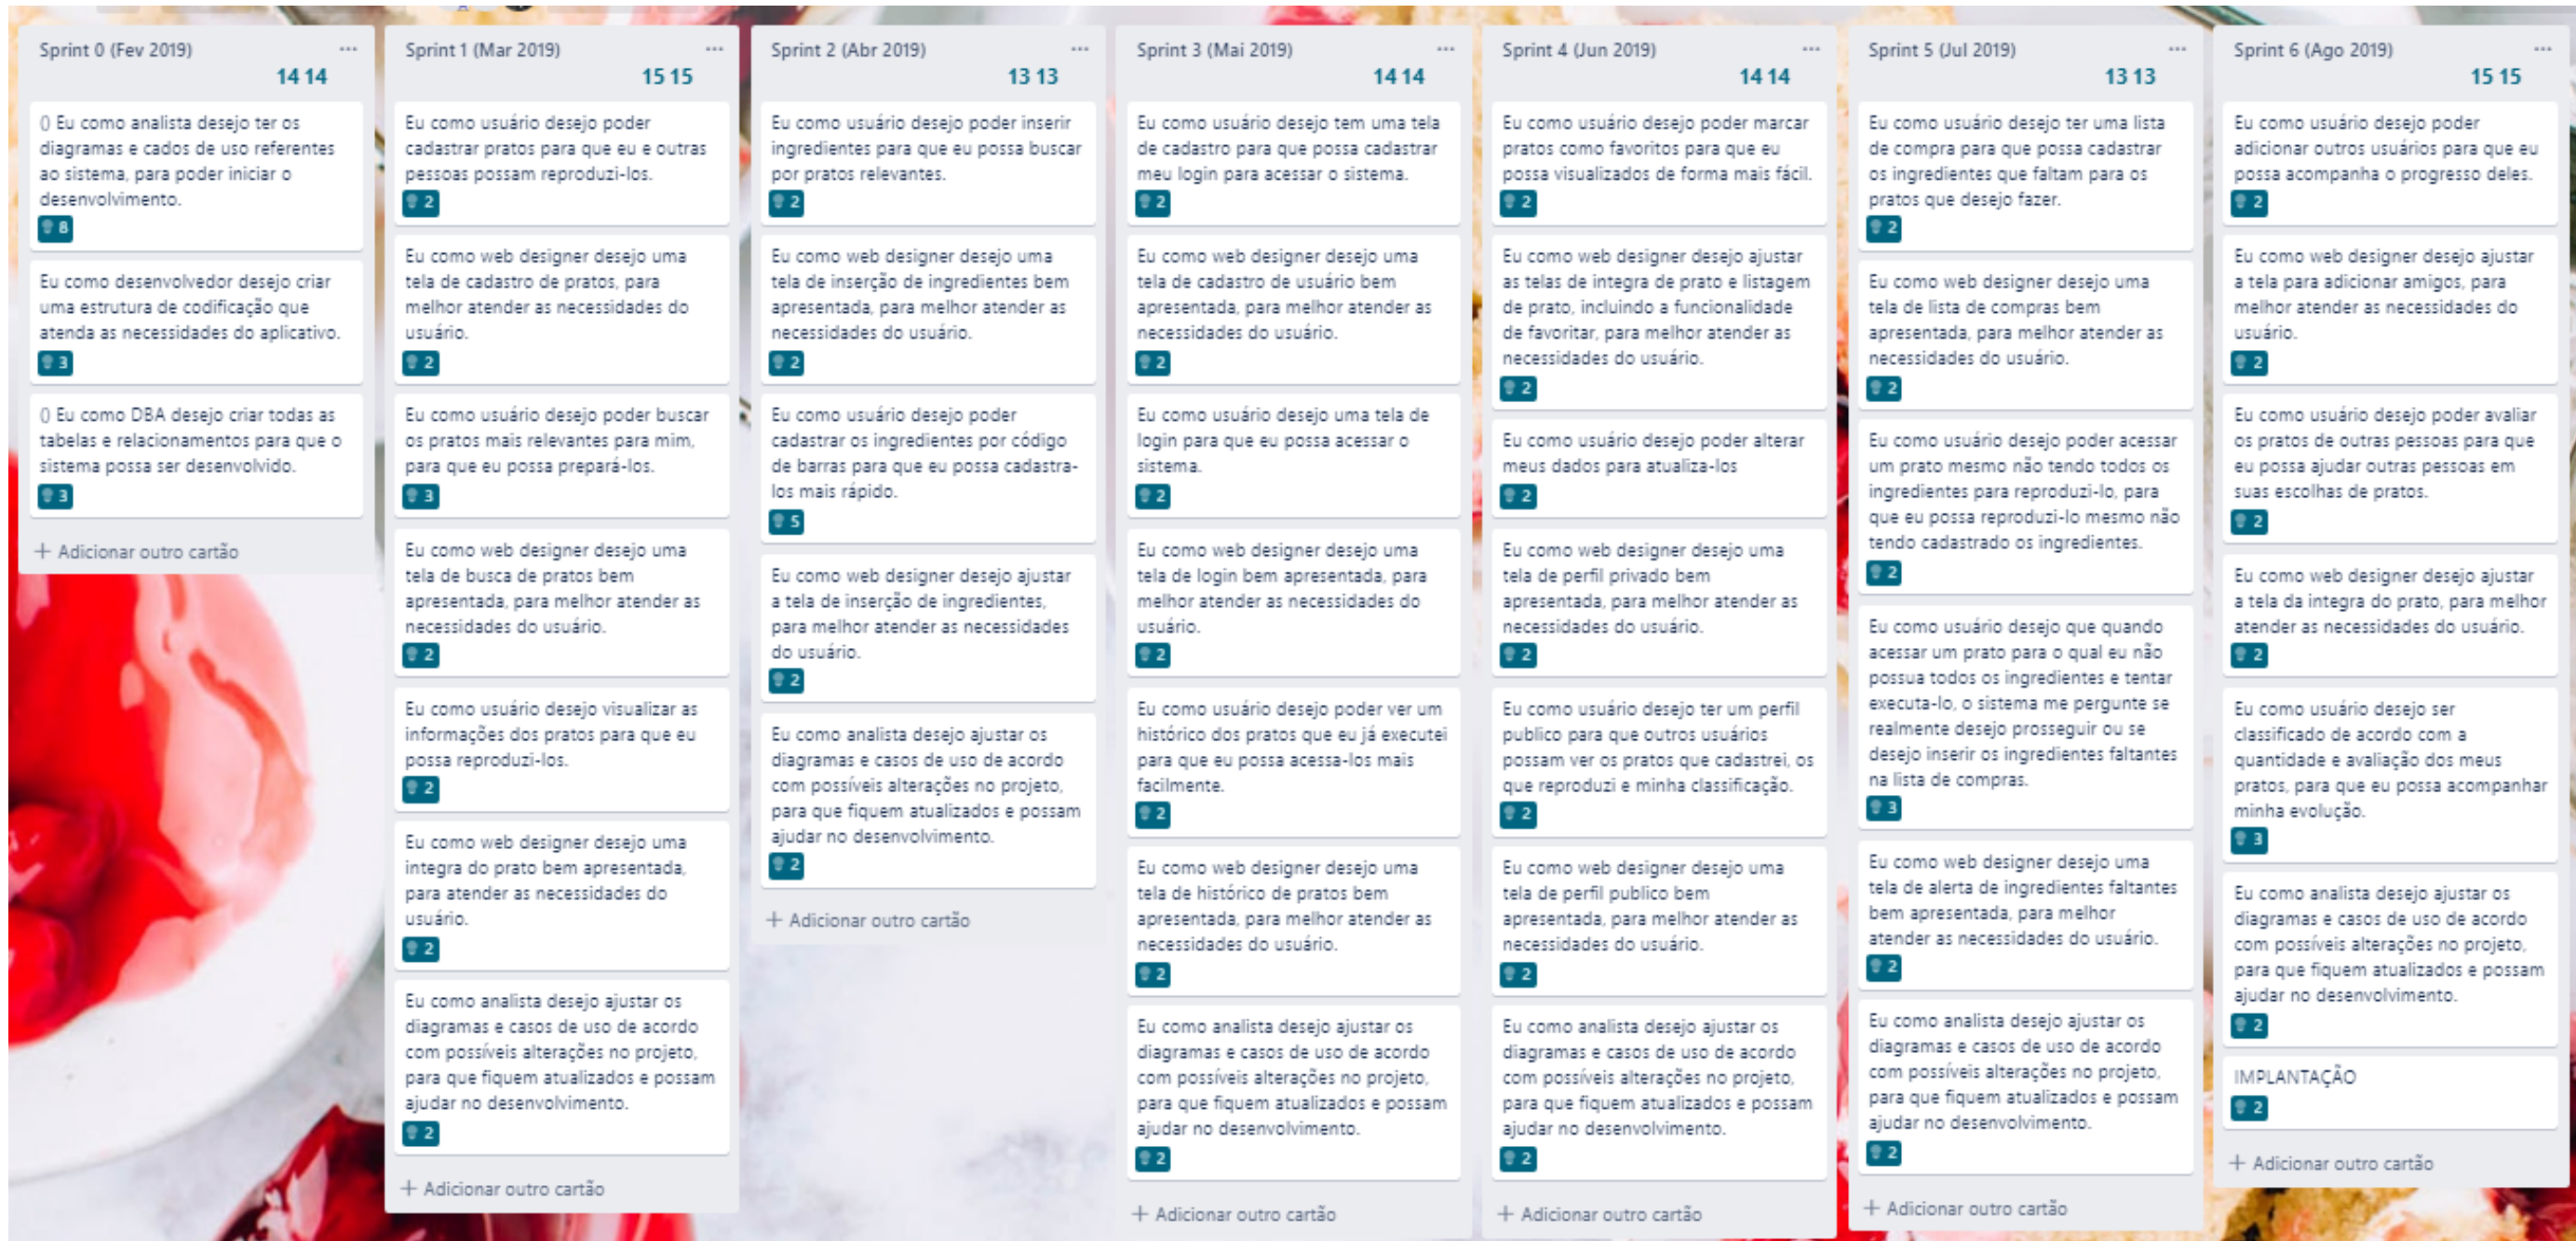 Sprint 0 (Fev 2019) ...
14 14
() Eu como analista desejo ter os
diagramas e cados de uso referentes
ao sistema, para poder iniciar o
desenvolvimento.
8
Eu como desenvolvedor desejo criar
uma estrutura de codificação que
atenda as necessidades do aplicativo.
3
() Eu como DBA desejo criar todas as
tabelas e relacionamentos para que o
sistema possa ser desenvolvido.
3
+ Adicionar outro cartão
Sprint 1 (Mar 2019) ...
15 15
Eu como usuário desejo poder
cadastrar pratos para que eu e outras
pessoas possam reproduzi-los.
2
Eu como web designer desejo uma
tela de cadastro de pratos, para
melhor atender as necessidades do
usuário.
2
Eu como usuário desejo poder buscar
os pratos mais relevantes para mim,
para que eu possa prepará-los.
3
Eu como web designer desejo uma
tela de busca de pratos bem
apresentada, para melhor atender as
necessidades do usuário.
2
Eu como usuário desejo visualizar as
informações dos pratos para que eu
possa reproduzi-los.
2
Eu como web designer desejo uma
integra do prato bem apresentada,
para atender as necessidades do
usuário.
2
Eu como analista desejo ajustar os
diagramas e casos de uso de acordo
com possíveis alterações no projeto,
para que fiquem atualizados e possam
ajudar no desenvolvimento.
2
+ Adicionar outro cartão
Sprint 2 (Abr 2019) ...
13 13
Eu como usuário desejo poder inserir
ingredientes para que eu possa buscar
por pratos relevantes.
2
Eu como web designer desejo uma
tela de inserção de ingredientes bem
apresentada, para melhor atender as
necessidades do usuário.
2
Eu como usuário desejo poder
cadastrar os ingredientes por código
de barras para que eu possa cadastra-
los mais rápido.
5
Eu como web designer desejo ajustar
a tela de inserção de ingredientes,
para melhor atender as necessidades
do usuário.
2
Eu como analista desejo ajustar os
diagramas e casos de uso de acordo
com possíveis alterações no projeto,
para que fiquem atualizados e possam
ajudar no desenvolvimento.
2
+ Adicionar outro cartão
Sprint 3 (Mai 2019) ...
14 14
Eu como usuário desejo tem uma tela
de cadastro para que possa cadastrar
meu login para acessar o sistema.
2
Eu como web designer desejo uma
tela de cadastro de usuário bem
apresentada, para melhor atender as
necessidades do usuário.
2
Eu como usuário desejo uma tela de
login para que eu possa acessar o
sistema.
2
Eu como web designer desejo uma
tela de login bem apresentada, para
melhor atender as necessidades do
usuário.
2
Eu como usuário desejo poder ver um
histórico dos pratos que eu já executei
para que eu possa acessa-los mais
facilmente.
2
Eu como web designer desejo uma
tela de histórico de pratos bem
apresentada, para melhor atender as
necessidades do usuário.
2
Eu como analista desejo ajustar os
diagramas e casos de uso de acordo
com possíveis alterações no projeto,
para que fiquem atualizados e possam
ajudar no desenvolvimento.
2
+ Adicionar outro cartão
Sprint 4 (Jun 2019) ...
14 14
Eu como usuário desejo poder marcar
pratos como favoritos para que eu
possa visualizados de forma mais fácil.
2
Eu como web designer desejo ajustar
as telas de integra de prato e listagem
de prato, incluindo a funcionalidade
de favoritar, para melhor atender as
necessidades do usuário.
2
Eu como usuário desejo poder alterar
meus dados para atualiza-los
2
Eu como web designer desejo uma
tela de perfil privado bem
apresentada, para melhor atender as
necessidades do usuário.
2
Eu como usuário desejo ter um perfil
publico para que outros usuários
possam ver os pratos que cadastrei, os
que reproduzi e minha classificação.
2
Eu como web designer desejo uma
tela de perfil publico bem
apresentada, para melhor atender as
necessidades do usuário.
2
Eu como analista desejo ajustar os
diagramas e casos de uso de acordo
com possíveis alterações no projeto,
para que fiquem atualizados e possam
ajudar no desenvolvimento.
2
+ Adicionar outro cartão
Sprint 5 (Jul 2019) ...
13 13
Eu como usuário desejo ter uma lista
de compra para que possa cadastrar
os ingredientes que faltam para os
pratos que desejo fazer.
2
Eu como web designer desejo uma
tela de lista de compras bem
apresentada, para melhor atender as
necessidades do usuário.
2
Eu como usuário desejo poder acessar
um prato mesmo não tendo todos os
ingredientes para reproduzi-lo, para
que eu possa reproduzi-lo mesmo não
tendo cadastrado os ingredientes.
2
Eu como usuário desejo que quando
acessar um prato para o qual eu não
possua todos os ingredientes e tentar
executa-lo, o sistema me pergunte se
realmente desejo prosseguir ou se
desejo inserir os ingredientes faltantes
na lista de compras.
3
Eu como web designer desejo uma
tela de alerta de ingredientes faltantes
bem apresentada, para melhor
atender as necessidades do usuário.
2
Eu como analista desejo ajustar os
diagramas e casos de uso de acordo
com possíveis alterações no projeto,
para que fiquem atualizados e possam
ajudar no desenvolvimento.
2
+ Adicionar outro cartão
Sprint 6 (Ago 2019) ...
15 15
Eu como usuário desejo poder
adicionar outros usuários para que eu
possa acompanha o progresso deles.
2
Eu como web designer desejo ajustar
a tela para adicionar amigos, para
melhor atender as necessidades do
usuário.
2
Eu como usuário desejo poder avaliar
os pratos de outras pessoas para que
eu possa ajudar outras pessoas em
suas escolhas de pratos.
2
Eu como web designer desejo ajustar
a tela da integra do prato, para melhor
atender as necessidades do usuário.
2
Eu como usuário desejo ser
classificado de acordo com a
quantidade e avaliação dos meus
pratos, para que eu possa acompanhar
minha evolução.
3
Eu como analista desejo ajustar os
diagramas e casos de uso de acordo
com possíveis alterações no projeto,
para que fiquem atualizados e possam
ajudar no desenvolvimento.
2
IMPLANTAÇÃO
2
+ Adicionar outro cartão